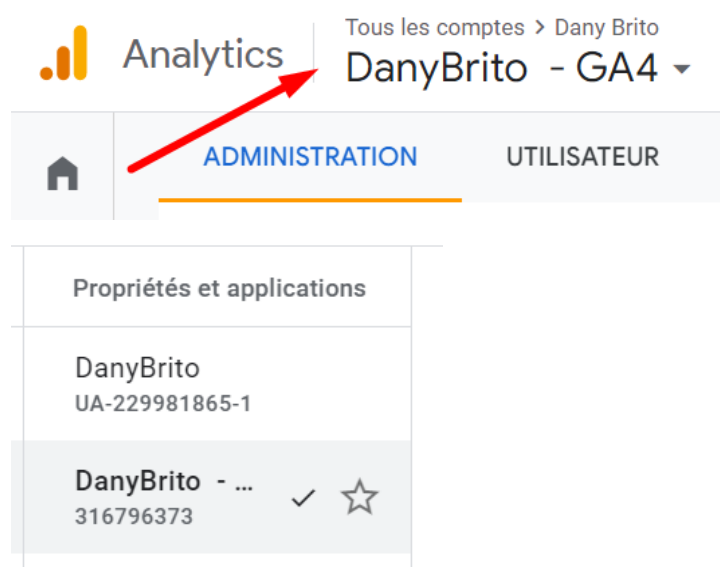 Analytics
Tous les comptes > Dany Brito
DanyBrito - GA4
ADMINISTRATION
UTILISATEUR
Propriétés et applications
DanyBrito
UA-229981865-1
DanyBrito - ...
316796373